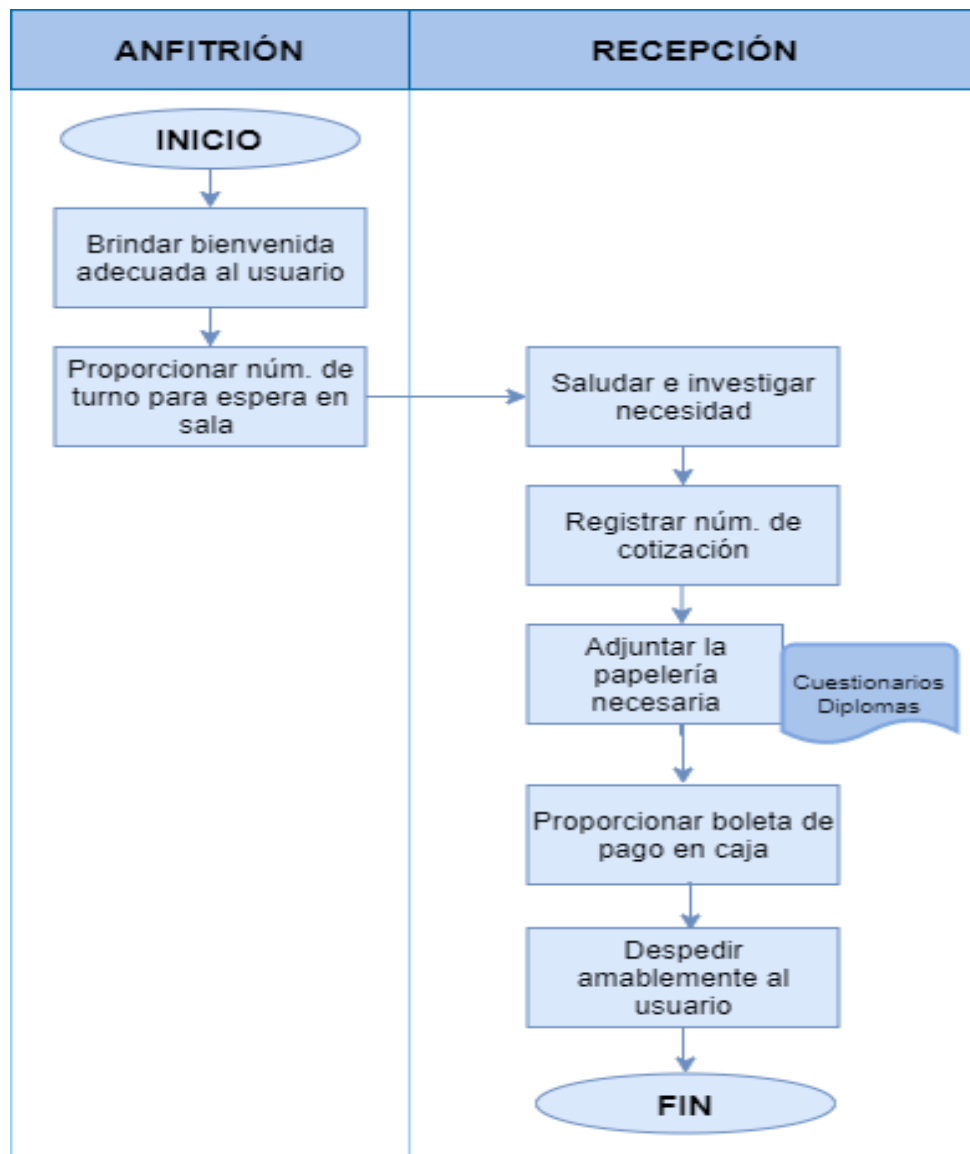 ANFITRIÓN
RECEPCIÓN
INICIO
Brindar bienvenida
adecuada al usuario
Proporcionar núm. de
turno para espera en
sala
Saludar e investigar
necesidad
Registrar núm. de
cotización
Adjuntar la
papelería
necesaria
Cuestionarios
Diplomas
Proporcionar boleta de
pago en caja
Despedir
amablemente al
usuario
FIN